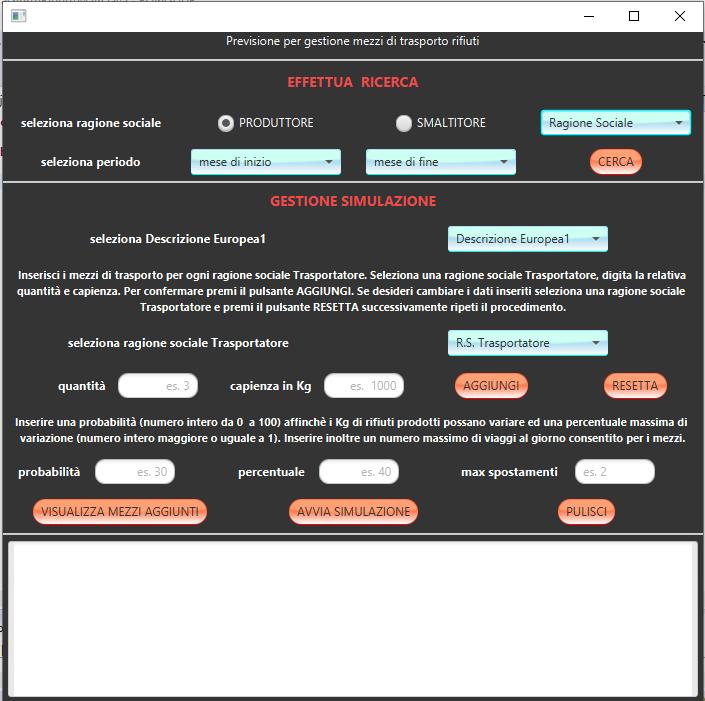 Previsione per gestione mezzi di trasporto rifiuti
EFFETTUA RICERCA
seleziona ragione sociale PRODUTTORE SMALTITORE Ragione Sociale
seleziona periodo mese di inizio mese di fine CERCA
GESTIONE SIMULAZIONE
seleziona Descrizione Europea1 Descrizione Europea1
Inserisci i mezzi di trasporto per ogni ragione sociale Trasportatore. Seleziona una ragione sociale Trasportatore, digita la relativa
quantità e capienza. Per confermare premi il pulsante AGGIUNGI. Se desideri cambiare i dati inseriti seleziona una ragione sociale
Trasportatore e premi il pulsante RESETTA successivamente ripeti il procedimento.
seleziona ragione sociale Trasportatore R.S. Trasportatore
quantità es. 3 capienza in Kg es. 1000 AGGIUNGI RESETTA
Inserire una probabilità (numero intero da 0 a 100) affinchè i Kg di rifiuti prodotti possano variare ed una percentuale massima di
variazione (numero intero maggiore o uguale a 1). Inserire inoltre un numero massimo di viaggi al giorno consentito per i mezzi.
probabilità es. 30 percentuale es. 40 max spostamenti es. 2
VISUALIZZA MEZZI AGGIUNTI AVVIA SIMULAZIONE PULISCI